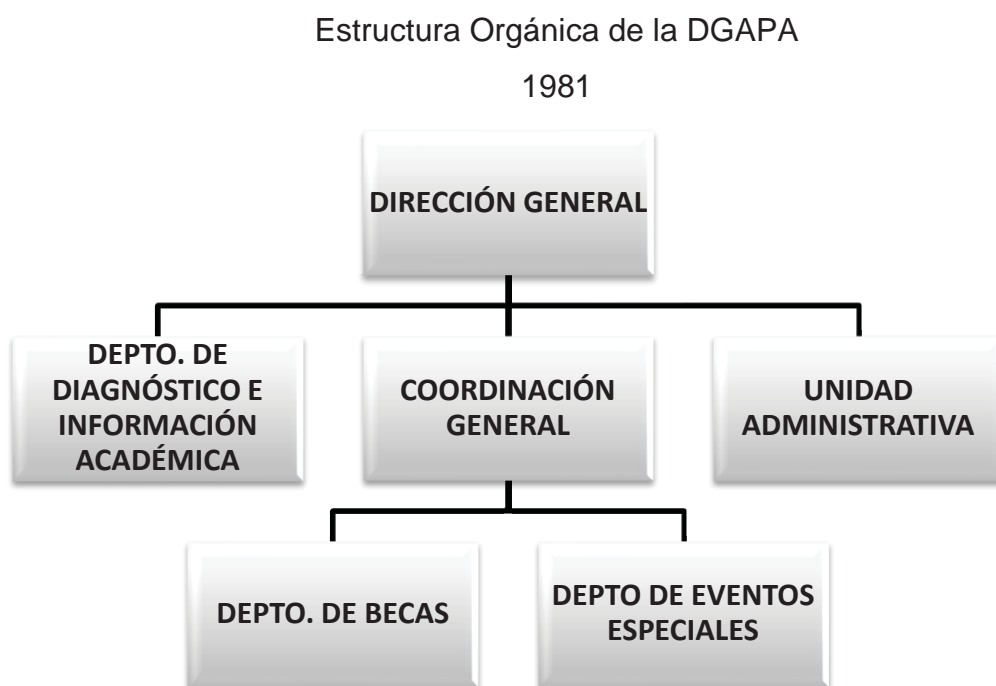 Estructura Orgánica de la DGAPA
1981
DIRECCIÓN GENERAL
DEPTO. DE
DIAGNÓSTICO E
INFORMACIÓN
ACADÉMICA
COORDINACIÓN
GENERAL
UNIDAD
ADMINISTRATIVA
DEPTO. DE BECAS
DEPTO DE EVENTOS
ESPECIALES